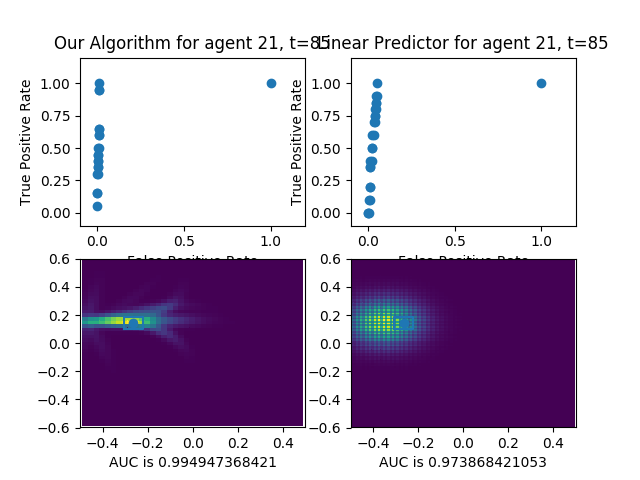 Our Algorithm for agent 21, t=85
Linear Predictor for agent 21, t=85
True Positive Rate
1.00
0.75
0.50
0.25
0.00
0.0 0.5 1.0
False Positive Rate
True Positive Rate
1.00
0.75
0.50
0.25
0.00
0.0 0.5 1.0
False Positive Rate
0.6
0.4
0.2
0.0
−0.2
−0.4
−0.6
−0.4 −0.2 0.0 0.2 0.4
AUC is 0.994947368421
0.6
0.4
0.2
0.0
−0.2
−0.4
−0.6
−0.4 −0.2 0.0 0.2 0.4
AUC is 0.973868421053